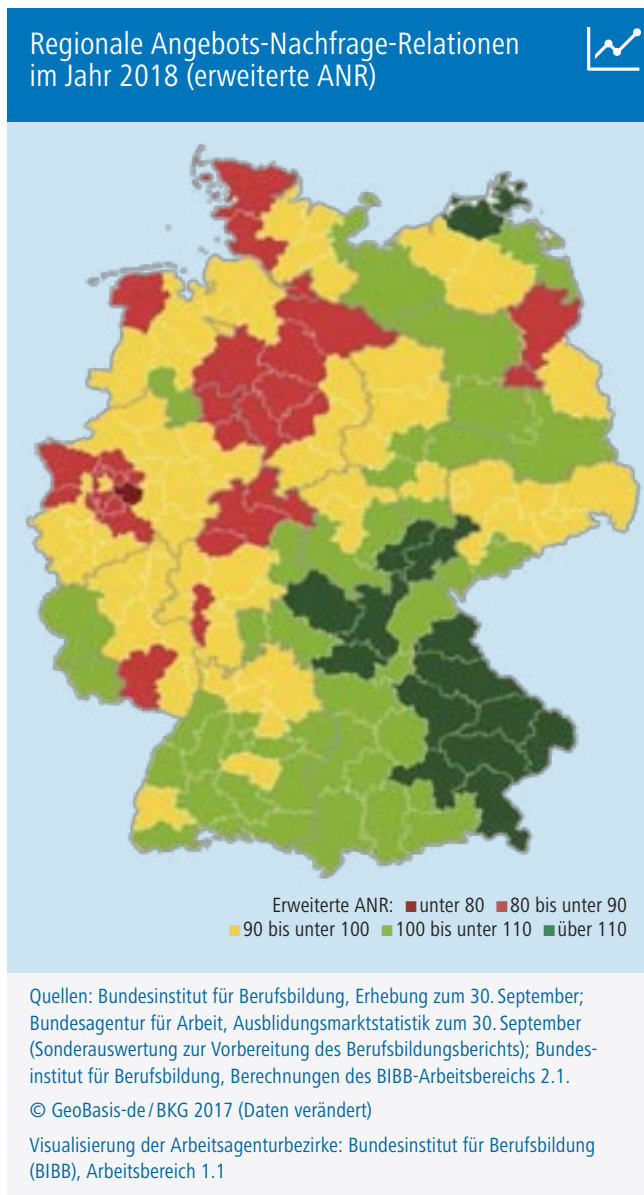 Regionale Angebots-Nachfrage-Relationen
im Jahr 2018 (erweiterte ANR)
Erweiterte ANR: unter 80 80 bis unter 90
90 bis unter 100 100 bis unter 110 über 110
Quellen: Bundesinstitut für Berufsbildung, Erhebung zum 30. September;
Bundesagentur für Arbeit, Ausblidungsmarktstatistik zum 30. September
(Sonderauswertung zur Vorbereitung des Berufsbildungsberichts); Bundes-
institut für Berufsbildung, Berechnungen des BIBB-Arbeitsbereichs 2.1.
© GeoBasis-de / BKG 2017 (Daten verändert)
Visualisierung der Arbeitsagenturbezirke: Bundesinstitut für Berufsbildung
(BIBB), Arbeitsbereich 1.1